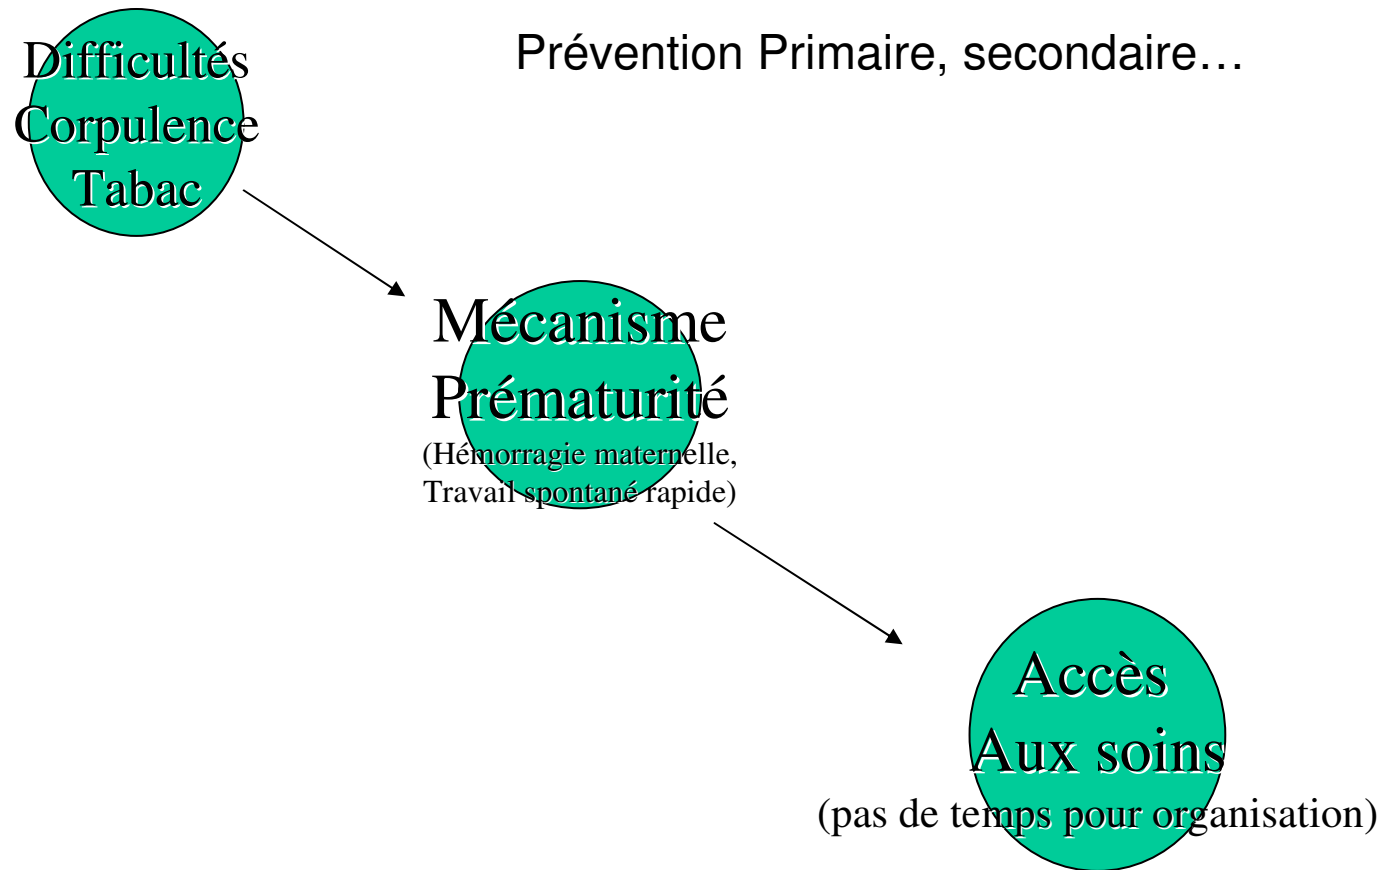 Prévention Primaire, secondaire…
Difficultés
Corpulence
Tabac
Mécanisme
Prématurité
(Hémorragie maternelle,
Travail spontané rapide)
Accès
Aux soins
(pas de temps pour organisation)